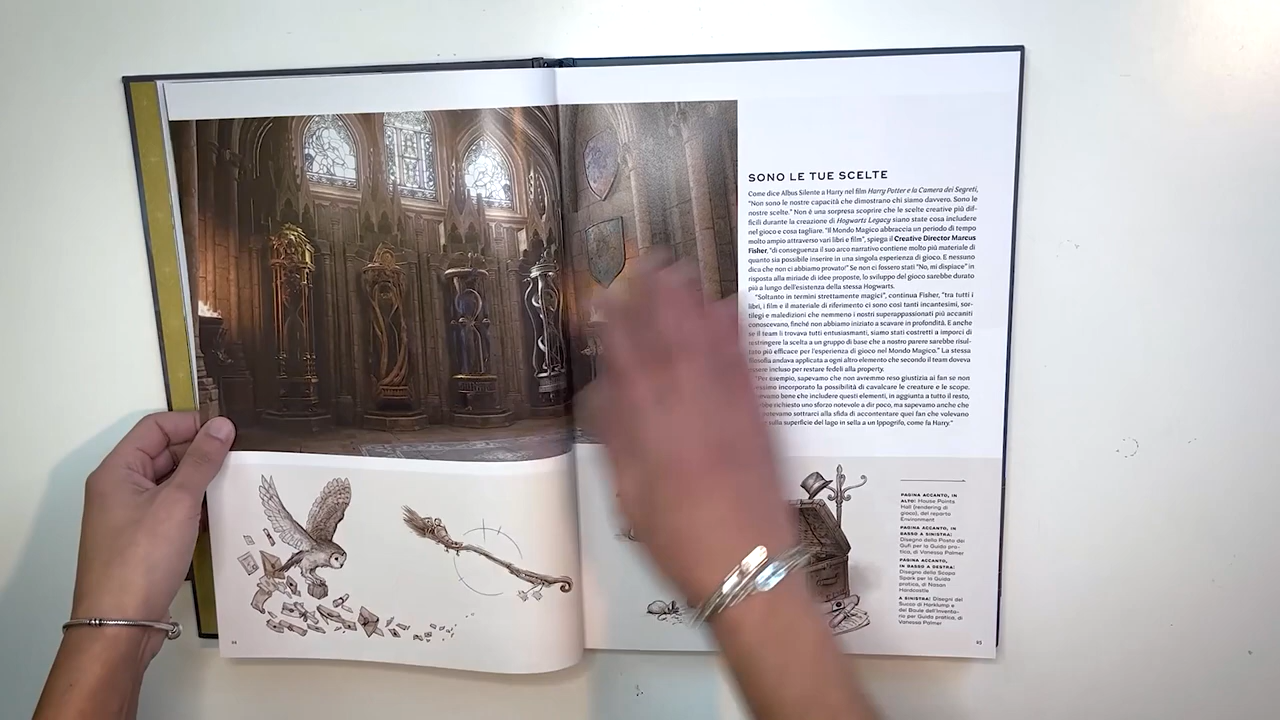 SONO LE TUE SCELTE
Come dice Albus Silente a Harry nel film Harry Potter e la Camera dei Segreti,
"Non sono le nostre capacità che dimostrano chi siamo davvero. Sono le
nostre scelte." Non è una sorpresa scoprire che le scelte creative più dif-
ficili durante la creazione di Hogwarts Legacy siano state cosa includere
nel gioco e cosa tagliare. "Il Mondo Magico abbraccia un periodo di tempo
molto ampio attraverso vari libri e film", spiega il Creative Director Marcus
Fisher, "di conseguenza il suo arco narrativo contiene molto più materiale di
quanto sia possibile inserire in una singola esperienza di gioco. E nessuno
dica che non ci abbiamo provato!" Se non ci fossero stati "No, mi dispiace" in
risposta alla miriade di idee proposte, lo sviluppo del gioco sarebbe durato
più a lungo dell'esistenza della stessa Hogwarts.
"Soltanto in termini strettamente magici", continua Fisher, "tra tutti i
libri, i film e il materiale di riferimento ci sono così tanti incantesimi, sor-
tilegi e maledizioni che nemmeno i nostri superappassionati più accaniti
conoscevano, finché non abbiamo iniziato a scavare in profondità. E anche
se il team li trovava tutti entusiasmanti, siamo stati costretti a imporci di
restringere la scelta a un gruppo di base che a nostro parere sarebbe risul-
tato più efficace per l'esperienza di gioco nel Mondo Magico." La stessa
filosofia andava applicata a ogni altro elemento che secondo il team doveva
essere incluso per restare fedeli alla property.
"Per esempio, sapevamo che non avremmo reso giustizia ai fan se non
incorporato la possibilità di cavalcare le creature e le scope.
bene che includere questi elementi, in aggiunta a tutto il resto,
richiesto uno sforzo notevole a dir poco, ma sapevamo anche che
sottrarci alla sfida di accontentare quei fan che volevano
sulla superficie del lago in sella a un Ippogrifo, come fa Harry."
PAGINA ACCANTO, IN
ALTO: House Points
Hall (rendering di
gioco), del reparto
Environment
PAGINA ACCANTO, IN
BASSO A SINISTRA:
Disegno della Posta dei
Gufi per la Guida pra-
tica, di Vanessa Palmer
PAGINA ACCANTO,
IN BASSO A DESTRA:
Disegno della Scopa
Spark per la Guida
pratica, di Nasan
Hardcastle
A SINISTRA: Disegni del
Succo di Horklump e
del Baule dell'Inventa-
rio per Guida pratica, di
Vanessa Palmer